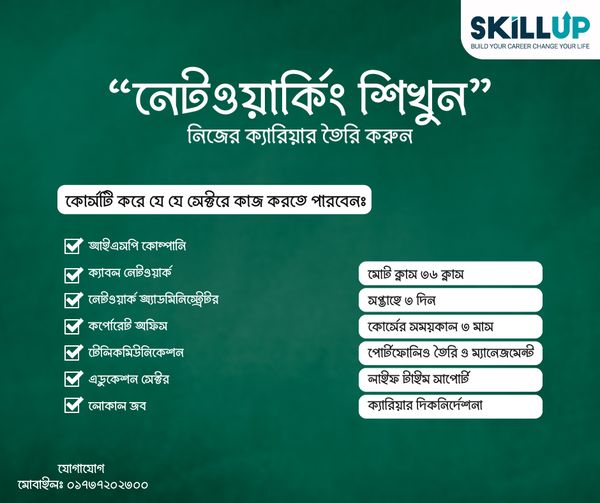 SKILLUP
BUILD YOUR CAREER CHANGE YOUR LIFE
“নেটওয়ার্কিং শিখুন”
নিজের ক্যারিয়ার তৈরি করুন
কোর্সটি করে যে যে সেক্টরে কাজ করতে পারবেনঃ
আইএসপি কোম্পানি
ক্যাবল নেটওয়ার্ক
নেটওয়ার্ক অ্যাডমিনিস্ট্রেটর
কর্পোরেট অফিস
টেলিকমিউনিকেশন
এডুকেশন সেক্টর
লোকাল জব
মোট ক্লাস ৩৬ ক্লাস
সপ্তাহে ৩ দিন
কোর্সের সময়কাল ৩ মাস
পোর্টফোলিও তৈরি ও ম্যানেজমেন্ট
লাইফ টাইম সাপোর্ট
ক্যারিয়ার দিকনির্দেশনা
যোগাযোগ
মোবাইলঃ ০১৭৩৭২০২৩০০